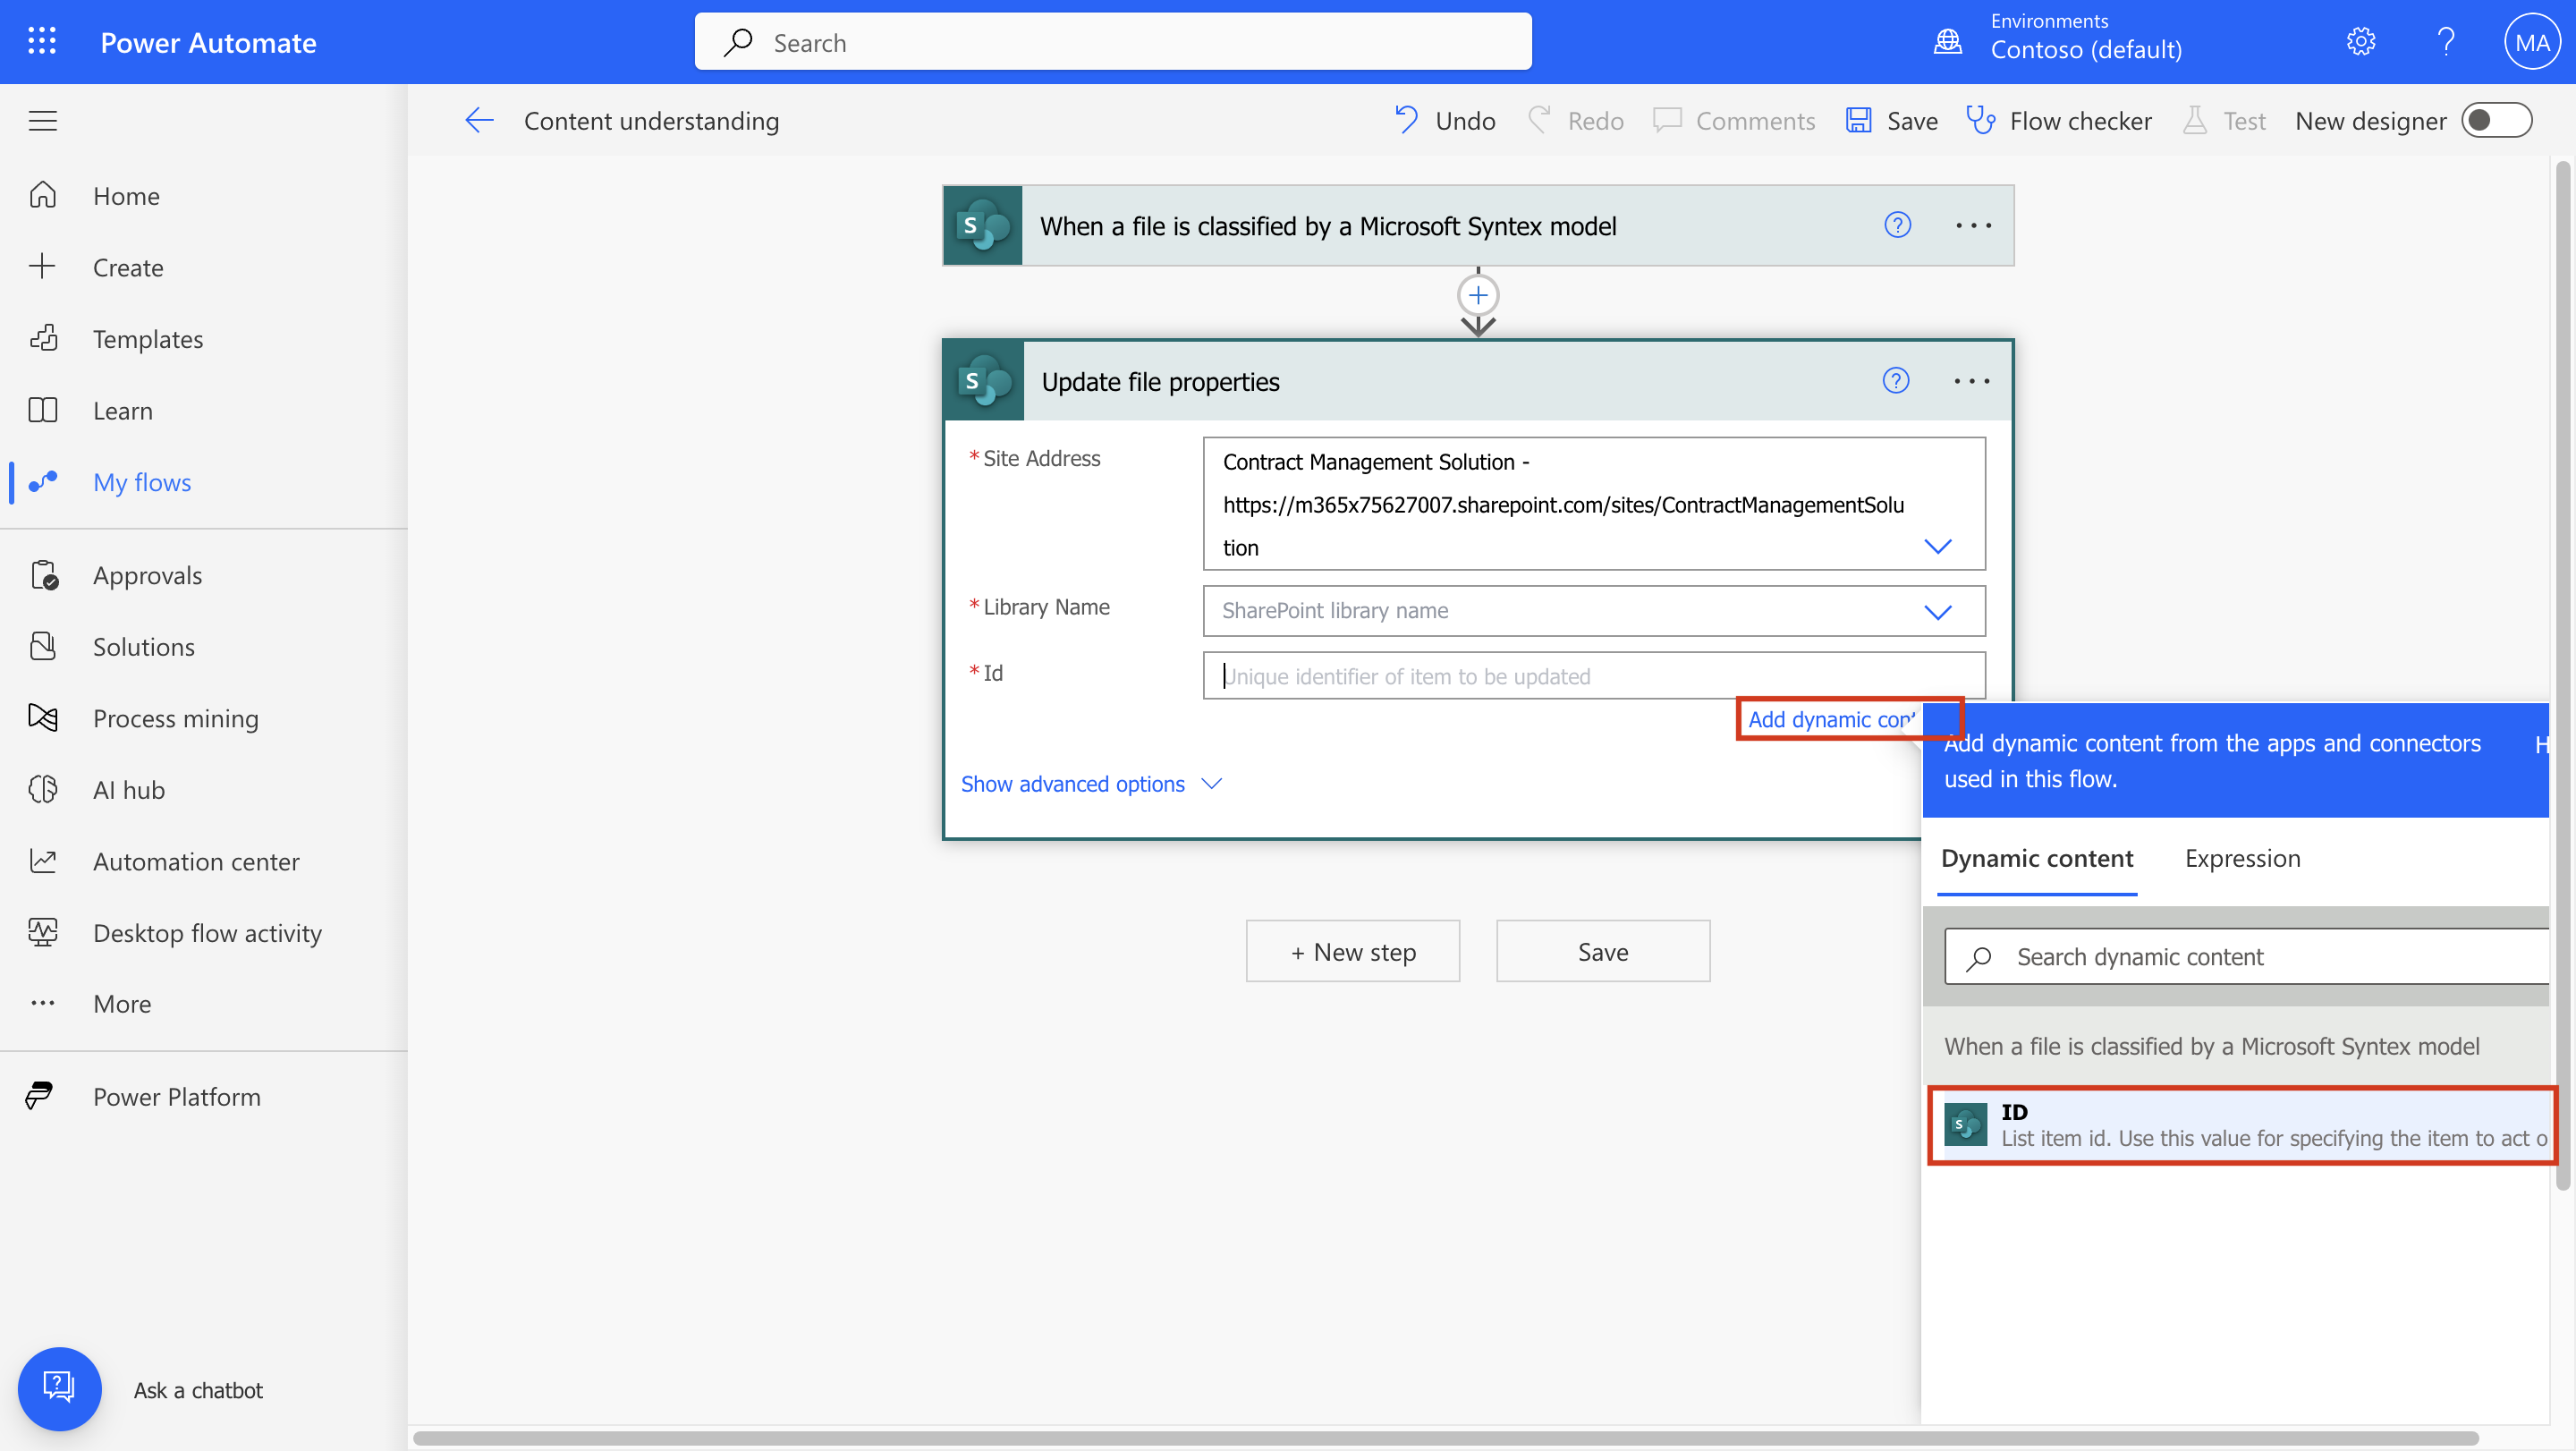 Power Automate
Search
Environments
Contoso (default)
MA
Content understanding
Undo
Redo
Comments
Save
Flow checker
Test
New designer
Home
Create
Templates
Learn
My flows
Approvals
Solutions
Process mining
AI hub
Automation center
Desktop flow activity
More
Power Platform
Ask a chatbot
When a file is classified by a Microsoft Syntex model
Update file properties
* Site Address
Contract Management Solution -
https://m365x75627007.sharepoint.com/sites/ContractManagementSolu
tion
* Library Name
SharePoint library name
* Id
Unique identifier of item to be updated
Add dynamic con
Show advanced options
+ New step
Save
Add dynamic content from the apps and connectors
used in this flow.
H
Dynamic content
Expression
Search dynamic content
When a file is classified by a Microsoft Syntex model
S
ID
List item id. Use this value for specifying the item to act o